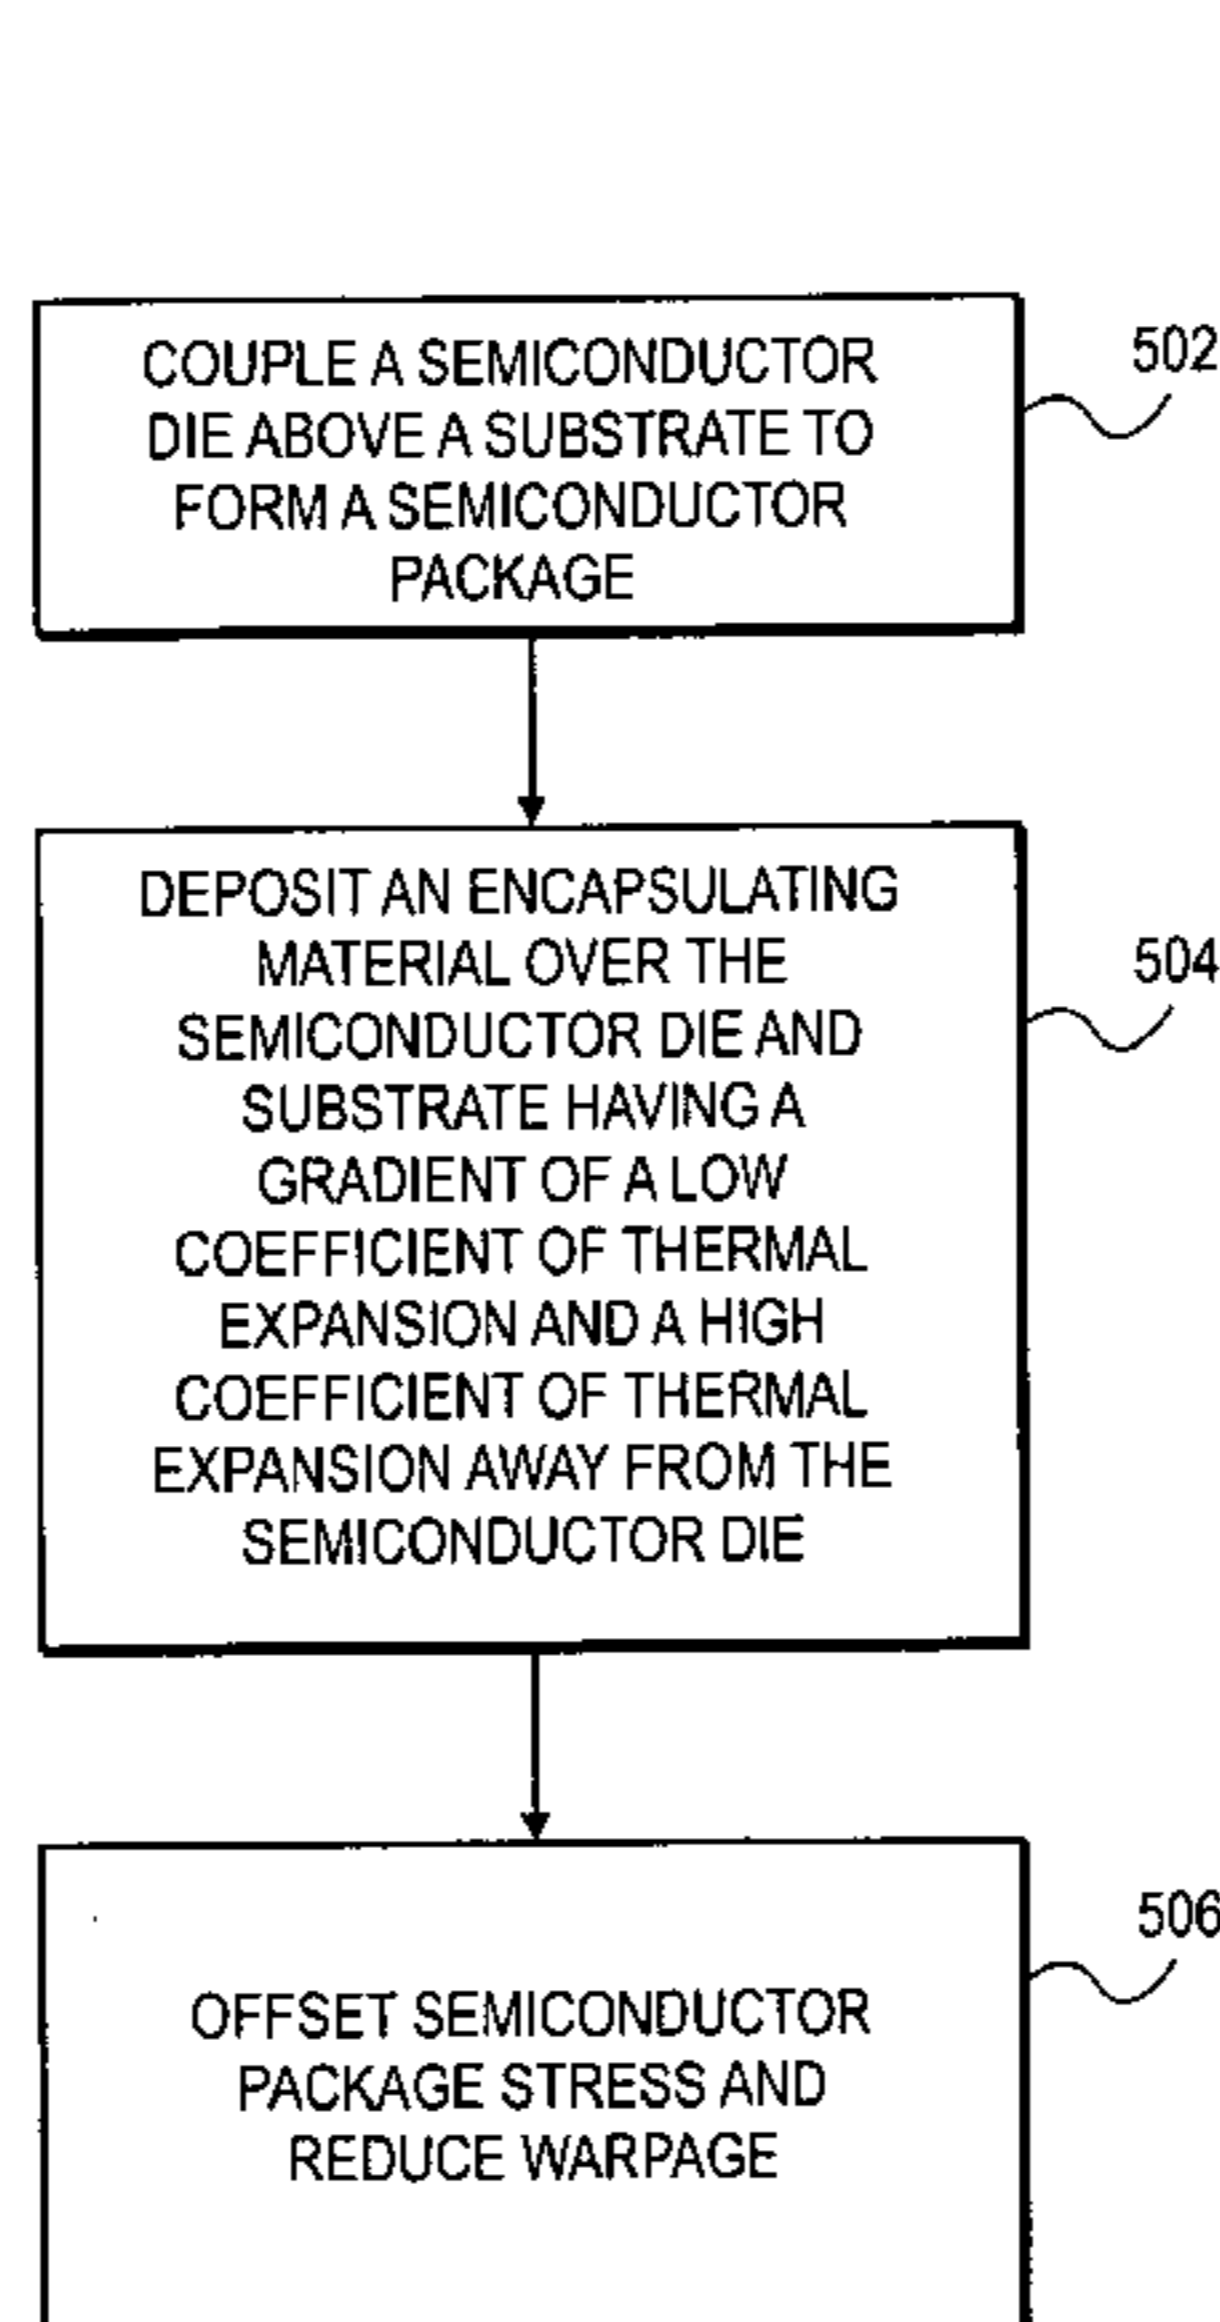 COUPLE A SEMICONDUCTOR
DIE ABOVE A SUBSTRATE TO
FORM A SEMICONDUCTOR
PACKAGE
502
DEPOSIT AN ENCAPSULATING
MATERIAL OVER THE
SEMICONDUCTOR DIE AND
SUBSTRATE HAVING A
GRADIENT OF A LOW
COEFFICIENT OF THERMAL
EXPANSION AND A HIGH
COEFFICIENT OF THERMAL
EXPANSION AWAY FROM THE
SEMICONDUCTOR DIE
504
OFFSET SEMICONDUCTOR
PACKAGE STRESS AND
REDUCE WARPAGE
506